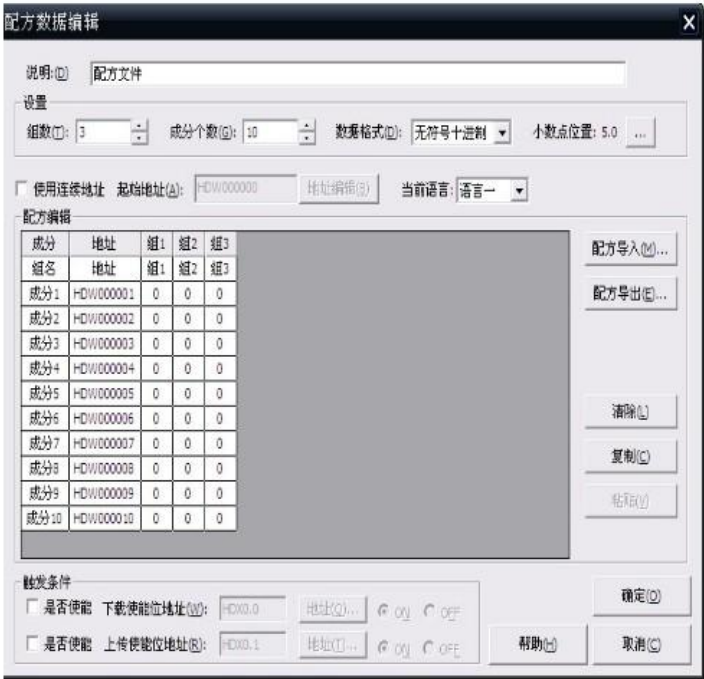 配方数据编辑
说明:(D) 配方文件
设置
组数(T): 3 成分个数(G): 10 数据格式(O): 无符号十进制 小数点位置: 5.0 ...
使用连续地址 起始地址(A): HDW000000 地址编辑(B) 当前语言: 语言一
配方编辑
成分 地址 组1 组2 组3
组名 地址 组1 组2 组3
成分1 HDW000001 0 0 0
成分2 HDW000002 0 0 0
成分3 HDW000003 0 0 0
成分4 HDW000004 0 0 0
成分5 HDW000005 0 0 0
成分6 HDW000006 0 0 0
成分7 HDW000007 0 0 0
成分8 HDW000008 0 0 0
成分9 HDW000009 0 0 0
成分10 HDW000010 0 0 0
配方导入(M)...
配方导出(E)...
清除(L)
复制(C)
粘贴(V)
触发条件
是否使能 下载使能位地址(W): HDX0.0 地址(Q)... ON OFF
是否使能 上传使能位地址(R): HDX0.1 地址(T)... ON OFF
确定(O)
帮助(H) 取消(C)